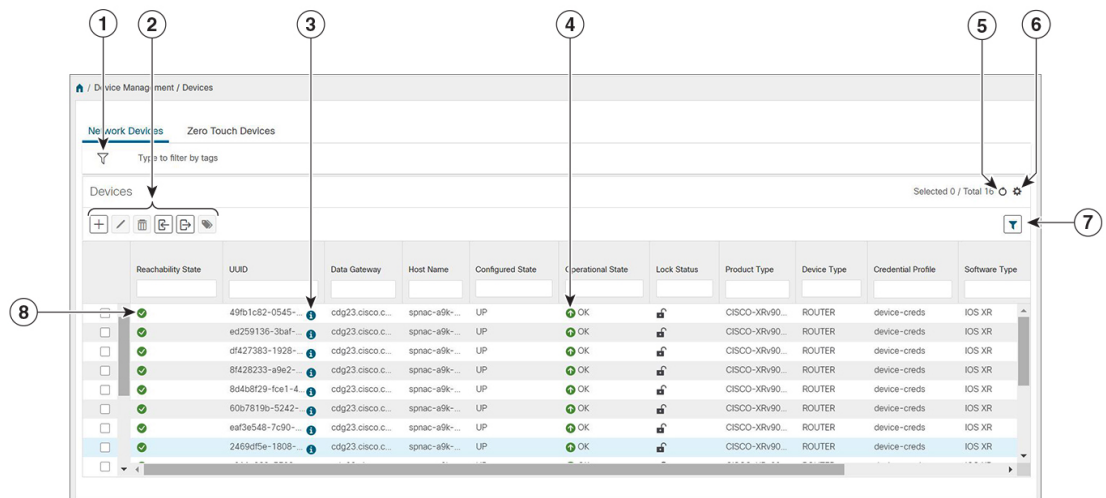 1 2 3 4 5 6
/ Device Management / Devices
Network Devices Zero Touch Devices
Type to filter by tags
Devices Selected 0 / Total 16
7
Reachability State UUID Data Gateway Host Name Configured State Operational State Lock Status Product Type Device Type Credential Profile Software Type
8 49fb1c82-0545-... cdg23.cisco.c... spnac-a9k-... UP OK CISCO-XRv90... ROUTER device-creds IOS XR
ed259136-3baf-... cdg23.cisco.c... spnac-a9k-... UP OK CISCO-XRv90... ROUTER device-creds IOS XR
df427383-1928-... cdg23.cisco.c... spnac-a9k-... UP OK CISCO-XRv90... ROUTER device-creds IOS XR
8f428233-a9e2-... cdg23.cisco.c... spnac-a9k-... UP OK CISCO-XRv90... ROUTER device-creds IOS XR
8d4b8f29-fce1-4... cdg23.cisco.c... spnac-a9k-... UP OK CISCO-XRv90... ROUTER device-creds IOS XR
60b7819b-5242-... cdg23.cisco.c... spnac-a9k-... UP OK CISCO-XRv90... ROUTER device-creds IOS XR
eaf3e548-7c90-... cdg23.cisco.c... spnac-a9k-... UP OK CISCO-XRv90... ROUTER device-creds IOS XR
2469df5e-1808-... cdg23.cisco.c... spnac-a9k-... UP OK CISCO-XRv90... ROUTER device-creds IOS XR